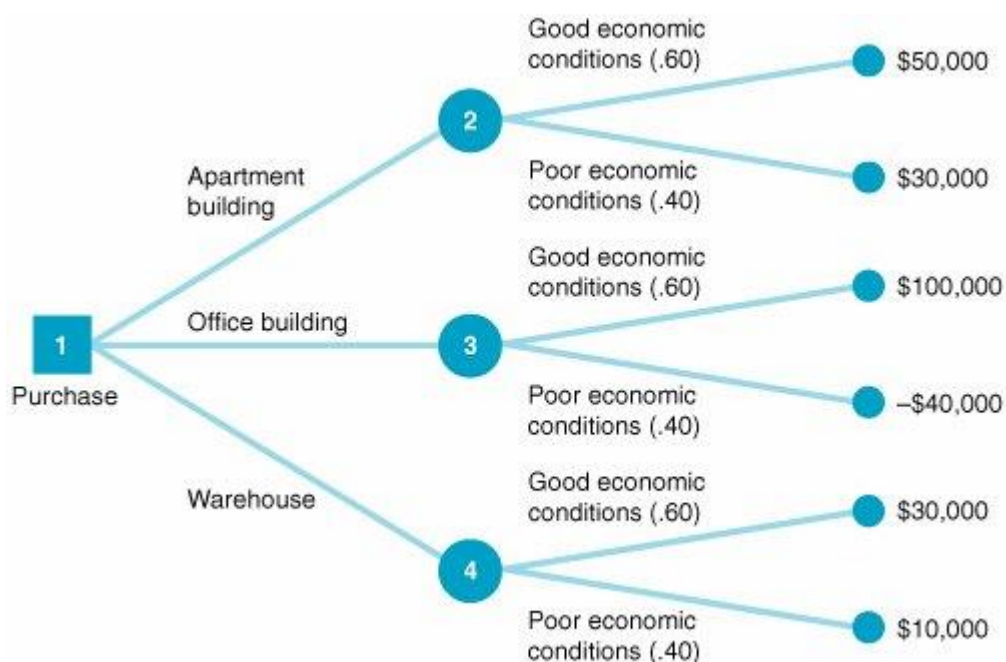 Good economic
conditions (.60)
$50,000
2
Apartment
building
Poor economic
conditions (.40)
$30,000
Good economic
conditions (.60)
$100,000
1
Purchase
Office building
3
Poor economic
conditions (.40)
–$40,000
Warehouse
Good economic
conditions (.60)
$30,000
4
Poor economic
conditions (.40)
$10,000